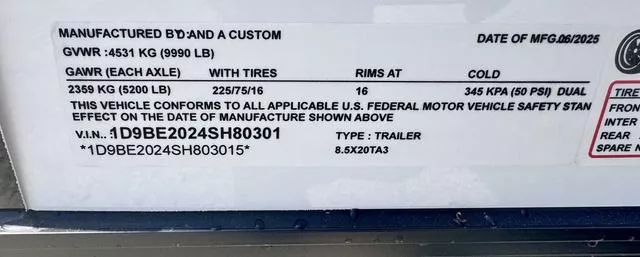 MANUFACTURED BY: D AND A CUSTOM
DATE OF MFG.06/2025
GVWR :4531 KG (9990 LB)
GAWR (EACH AXLE) WITH TIRES RIMS AT COLD
2359 KG (5200 LB) 225/75/16 16 345 KPA (50 PSI) DUAL
THIS VEHICLE CONFORMS TO ALL APPLICABLE U.S. FEDERAL MOTOR VEHICLE SAFETY STAN
EFFECT ON THE DATE OF MANUFACTURE SHOWN ABOVE
V.I.N.. :1D9BE2024SH80301 TYPE : TRAILER
*1D9BE2024SH803015* 8.5X20TA3
TIRE
FRON
INTER
REAR
SPARE